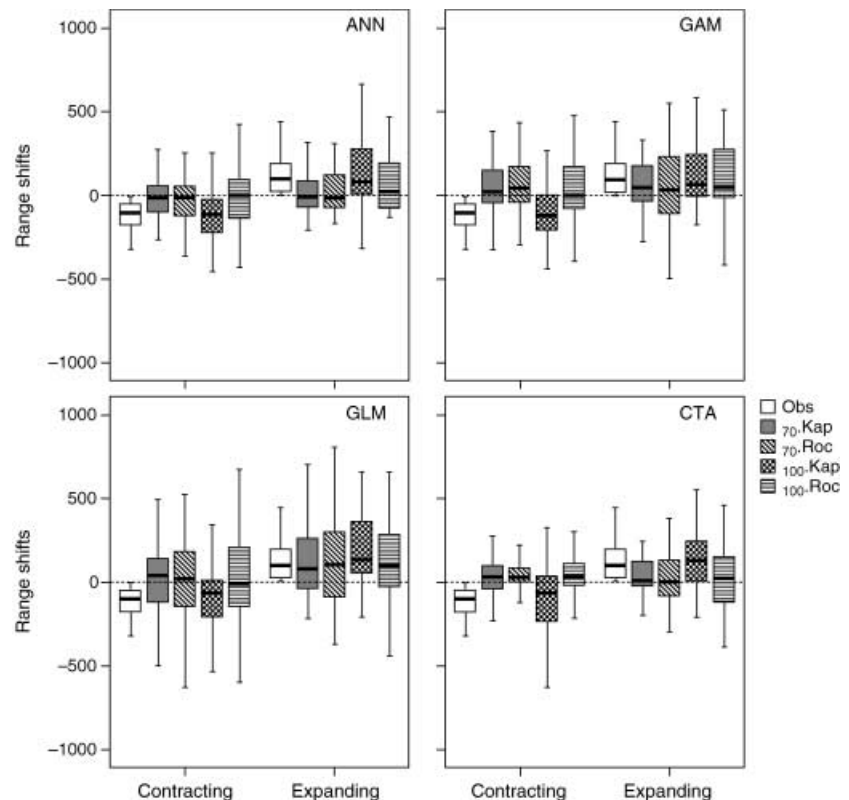 ANN
GAM
1000
500
0
−500
−1000
Range shifts
GLM
CTA
1000
500
0
−500
−1000
Range shifts
Contracting Expanding
Contracting Expanding
Obs
70.Kap
70.Roc
100.Kap
100.Roc